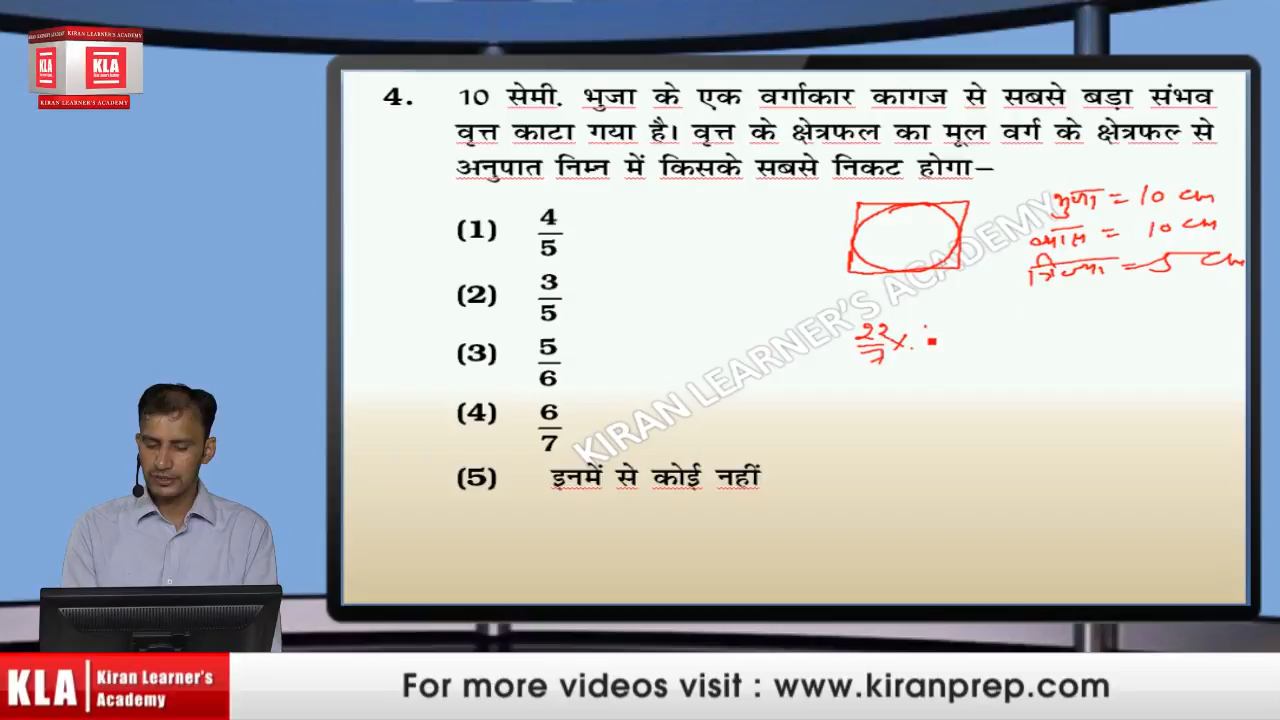 KIRAN LEARNER'S ACADEMY
KLA
KLA
KIRAN LEARNER'S ACADEMY
4. 10 सेमी. भुजा के एक वर्गाकार कागज से सबसे बड़ा संभव
वृत्त काटा गया है। वृत्त के क्षेत्रफल का मूल वर्ग के क्षेत्रफल से
अनुपात निम्न में किसके सबसे निकट होगा–
(1) 4/5
(2) 3/5
(3) 5/6
(4) 6/7
(5) इनमें से कोई नहीं
भुजा = 10 cm
व्यास = 10 cm
त्रिज्या = 5 cm
22/7 ×
KIRAN LEARNER'S ACADEMY
KLA Kiran Learner's
Academy
For more videos visit : www.kiranprep.com